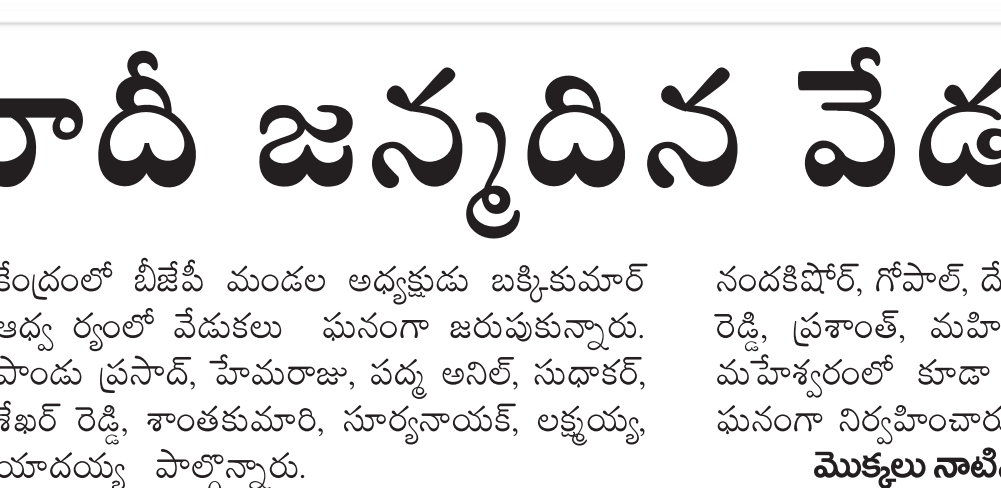 జన్మదిన
కేంద్రంలో బీజేపీ మండల అధ్యక్షుడు బక్కికుమార్
ఆధ్వ ర్యంలో వేడుకలు ఘనంగా జరుపుకున్నారు.
పాండు ప్రసాద్, హేమరాజు, పద్మ అనిల్, సుధాకర్,
శేఖర్ రెడ్డి, శాంతకుమారి, సూర్యనాయక్, లక్ష్మయ్య,
యాదయ్య పాల్గొన్నారు.
నందకిషోర్, గోపాల్,
రెడ్డి, ప్రశాంత్,
మహేశ్వరంలో కూడా
ఘనంగా
మొక్కలు